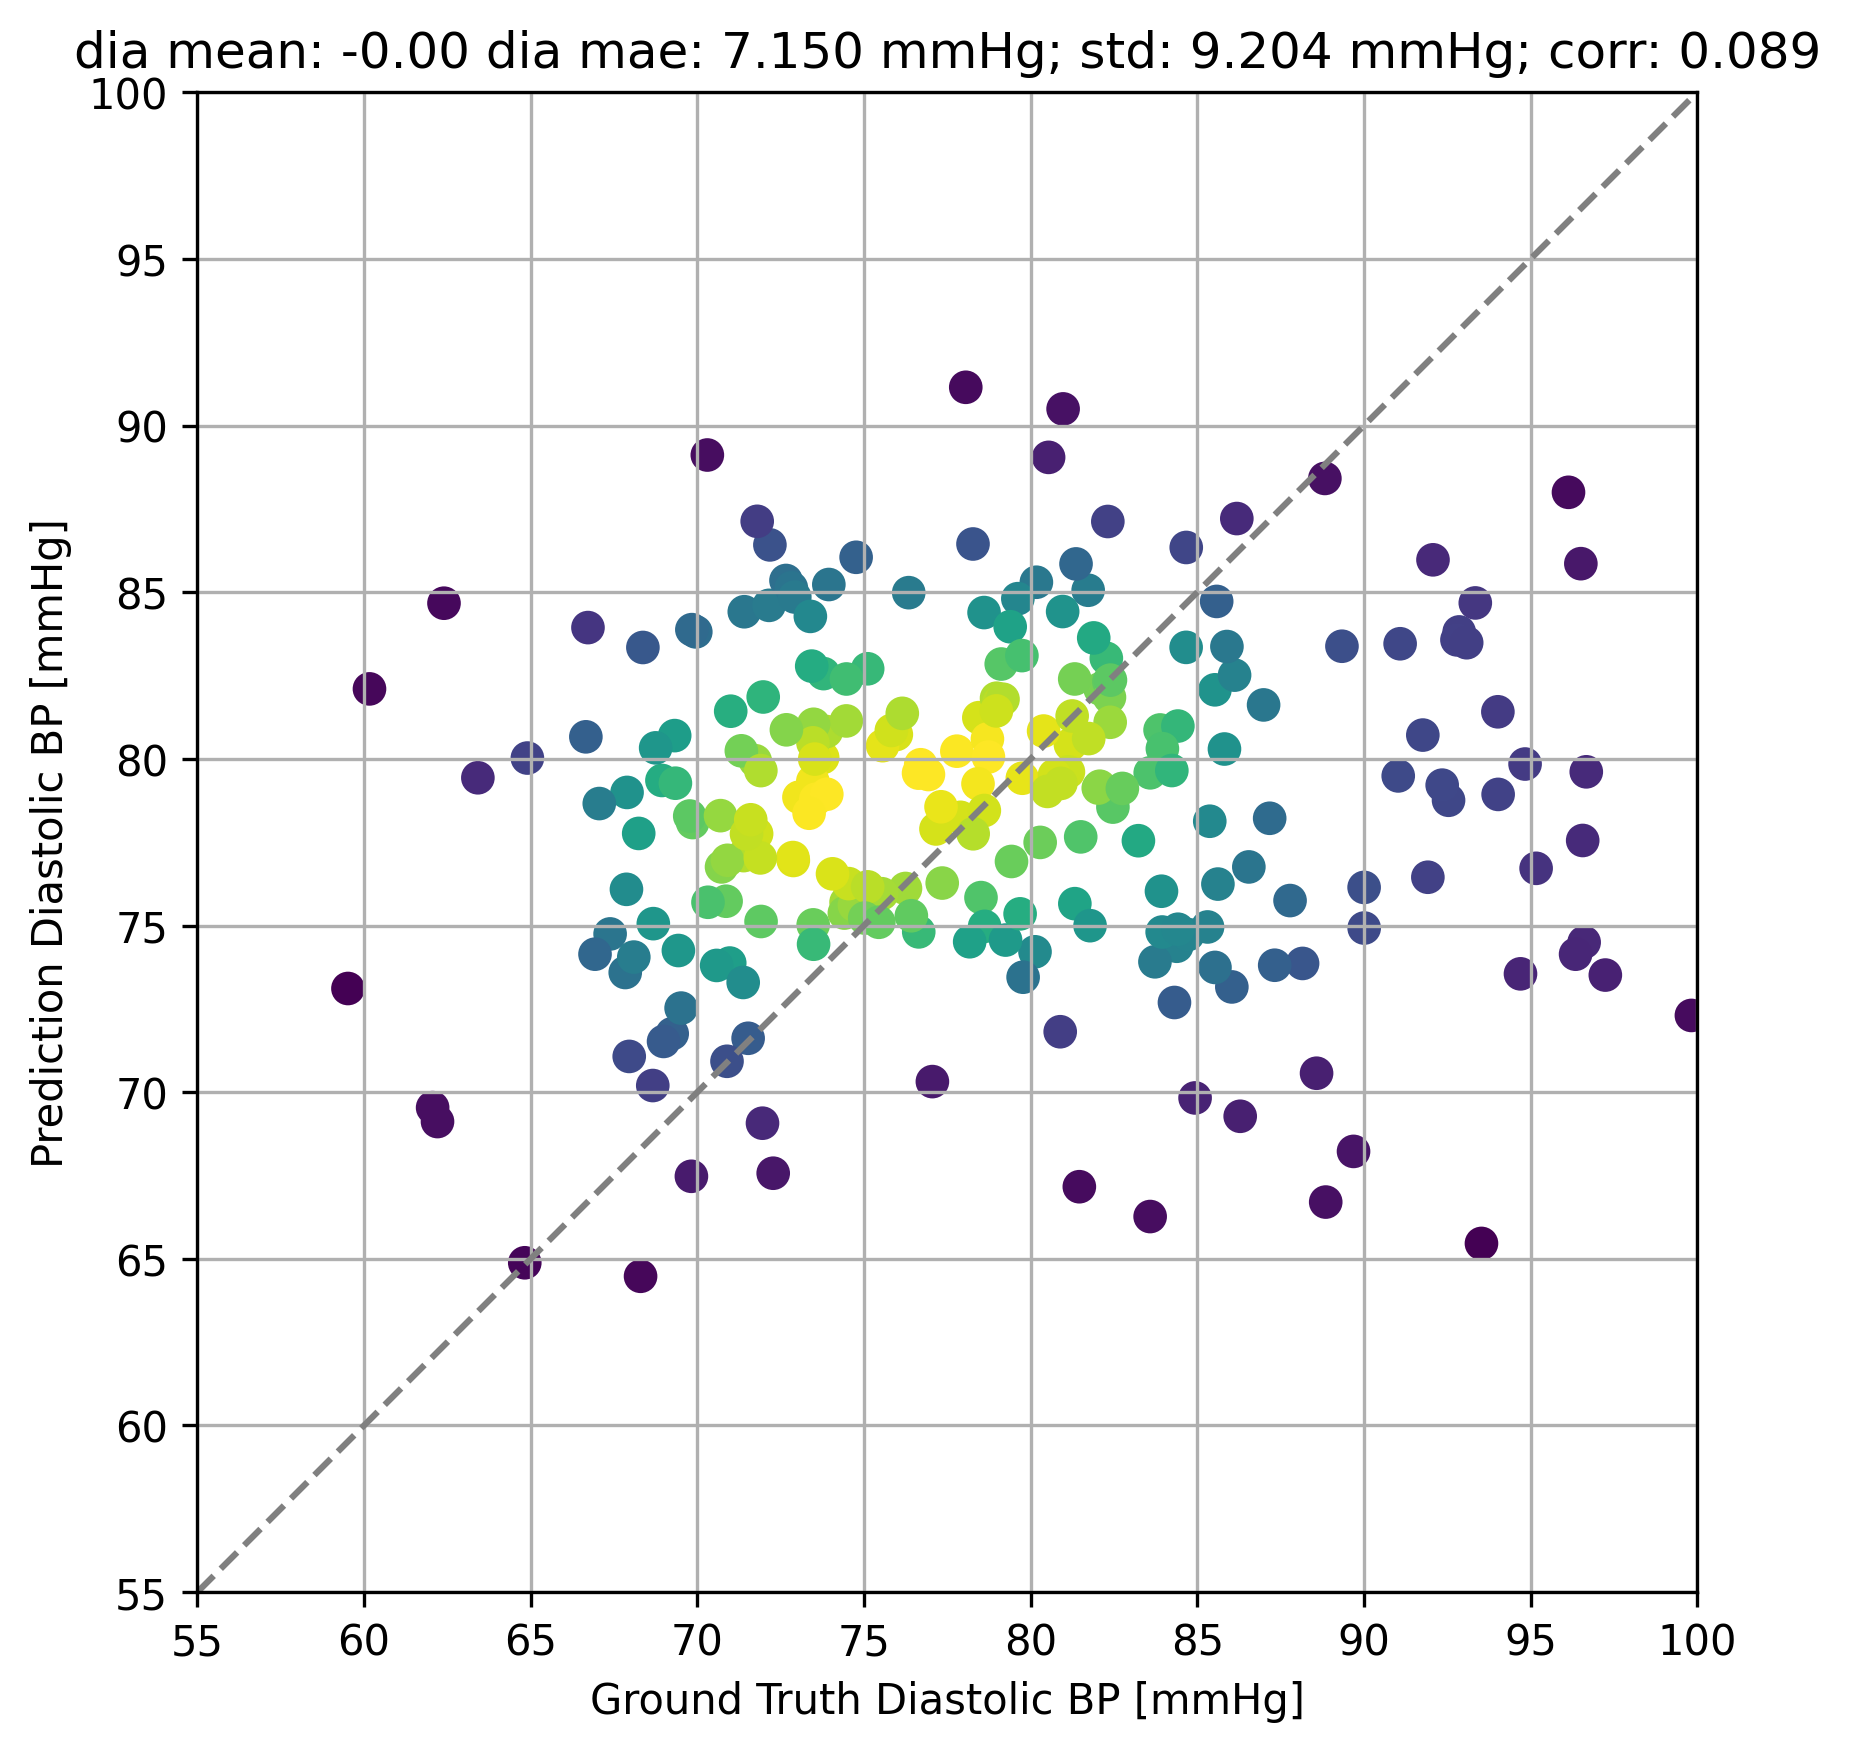 dia mean: -0.00 dia mae: 7.150 mmHg; std: 9.204 mmHg; corr: 0.089
100
95
90
85
80
75
70
65
60
55
Prediction Diastolic BP [mmHg]
55 60 65 70 75 80 85 90 95 100
Ground Truth Diastolic BP [mmHg]